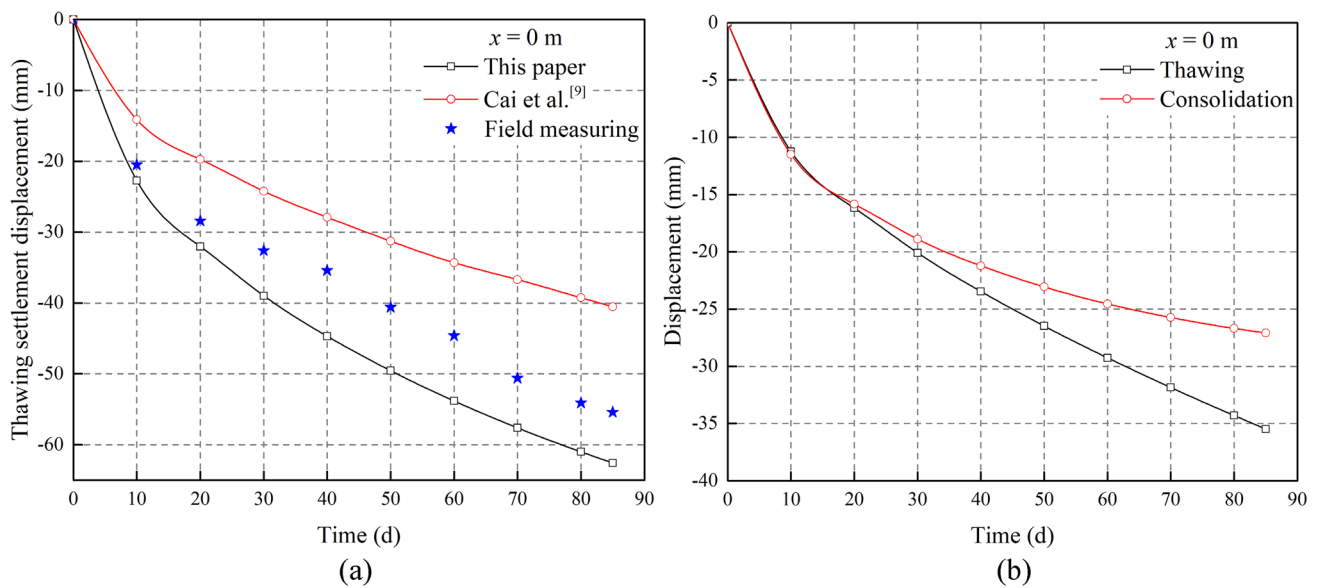 x = 0 m
This paper
Cai et al.[9]
Field measuring
Thawing settlement displacement (mm)
0
-10
-20
-30
-40
-50
-60
0 10 20 30 40 50 60 70 80 90
Time (d)
(a)
x = 0 m
Thawing
Consolidation
Displacement (mm)
0
-5
-10
-15
-20
-25
-30
-35
-40
0 10 20 30 40 50 60 70 80 90
Time (d)
(b)